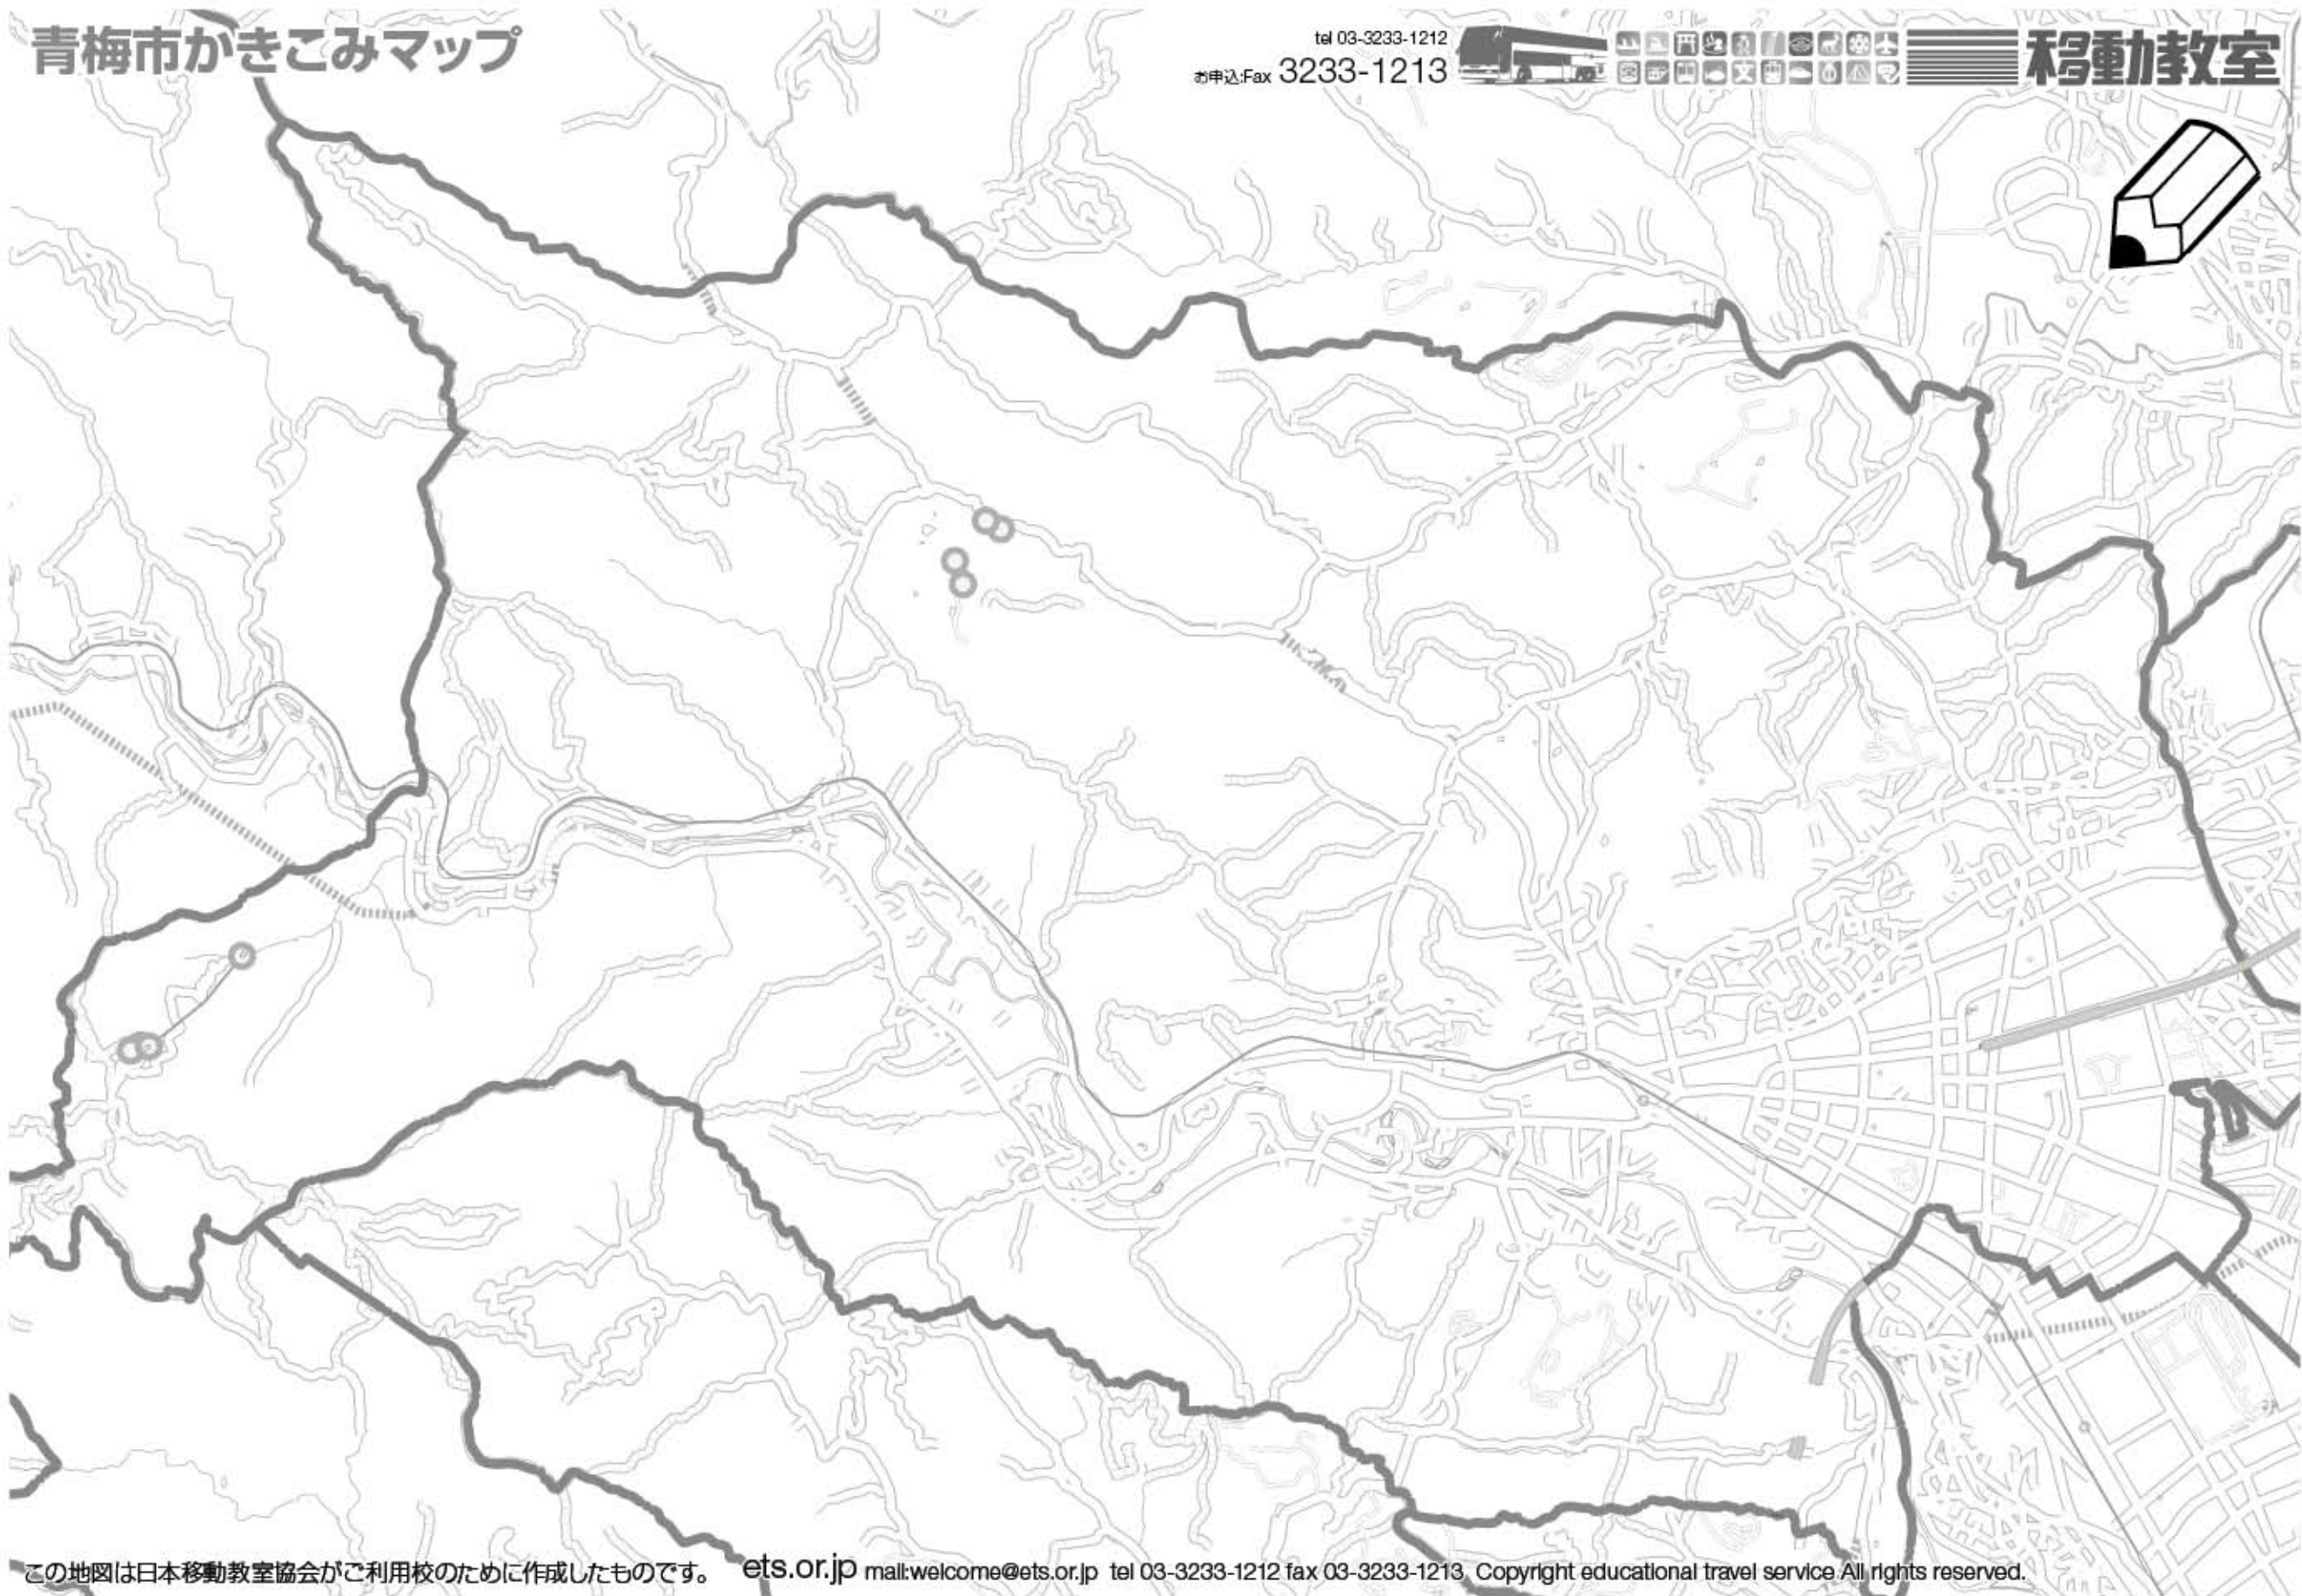 青梅市かきこみマップ
tel 03-3233-1212
お申込:Fax 3233-1213
移動教室
この地図は日本移動教室協会がご利用校のために作成したものです。 ets.or.jp mail:welcome@ets.or.jp tel 03-3233-1212 fax 03-3233-1213 Copyright educational travel service All rights reserved.